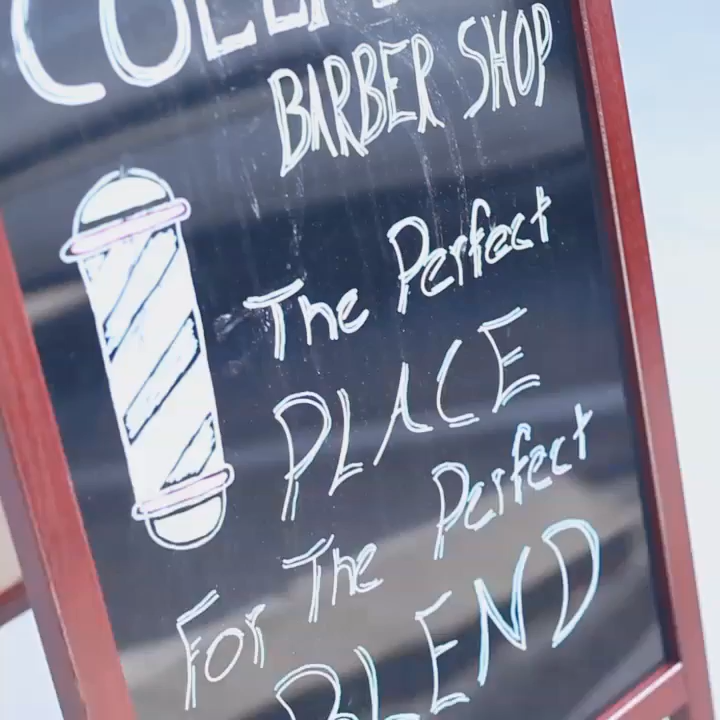 BARBER SHOP
The Perfect
PLACE
For The Perfect
BLEND